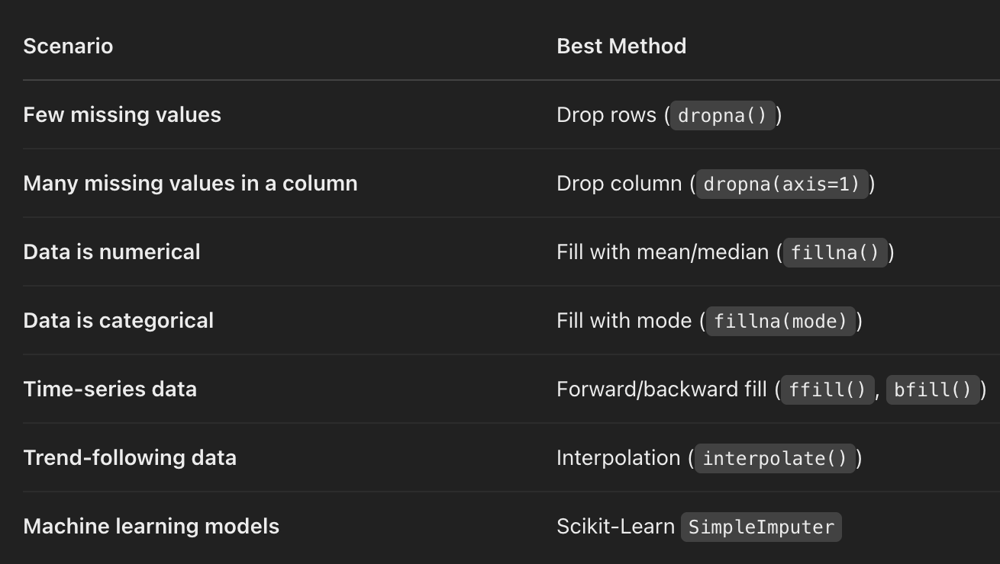 Scenario Best Method
Few missing values Drop rows (dropna())
Many missing values in a column Drop column (dropna(axis=1))
Data is numerical Fill with mean/median (fillna())
Data is categorical Fill with mode (fillna(mode))
Time-series data Forward/backward fill (ffill(), bfill())
Trend-following data Interpolation (interpolate())
Machine learning models Scikit-Learn SimpleImputer